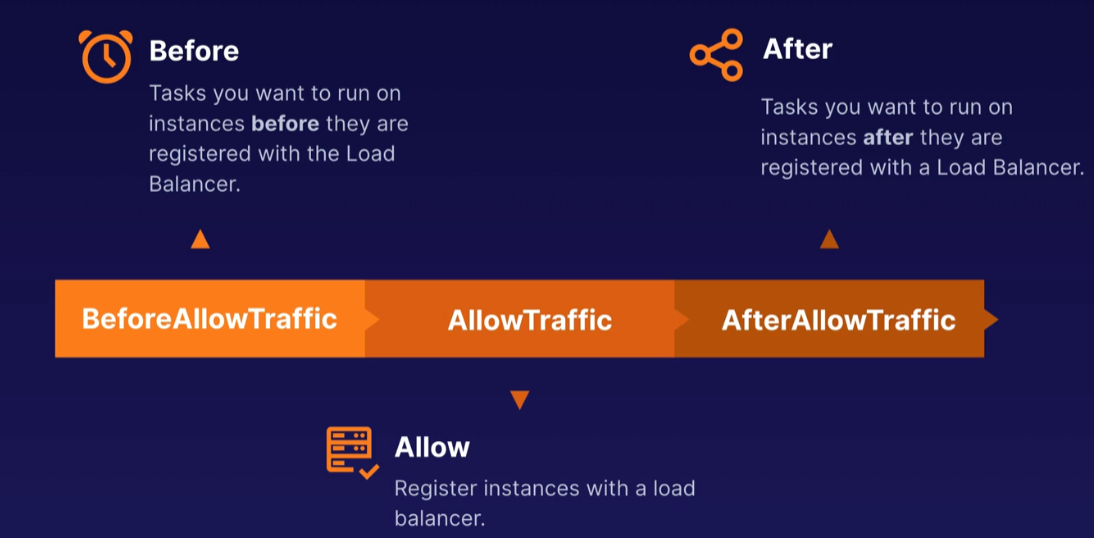 Before
Tasks you want to run on
instances before they are
registered with the Load
Balancer.
After
Tasks you want to run on
instances after they are
registered with a Load Balancer.
BeforeAllowTraffic
AllowTraffic
AfterAllowTraffic
Allow
Register instances with a load
balancer.